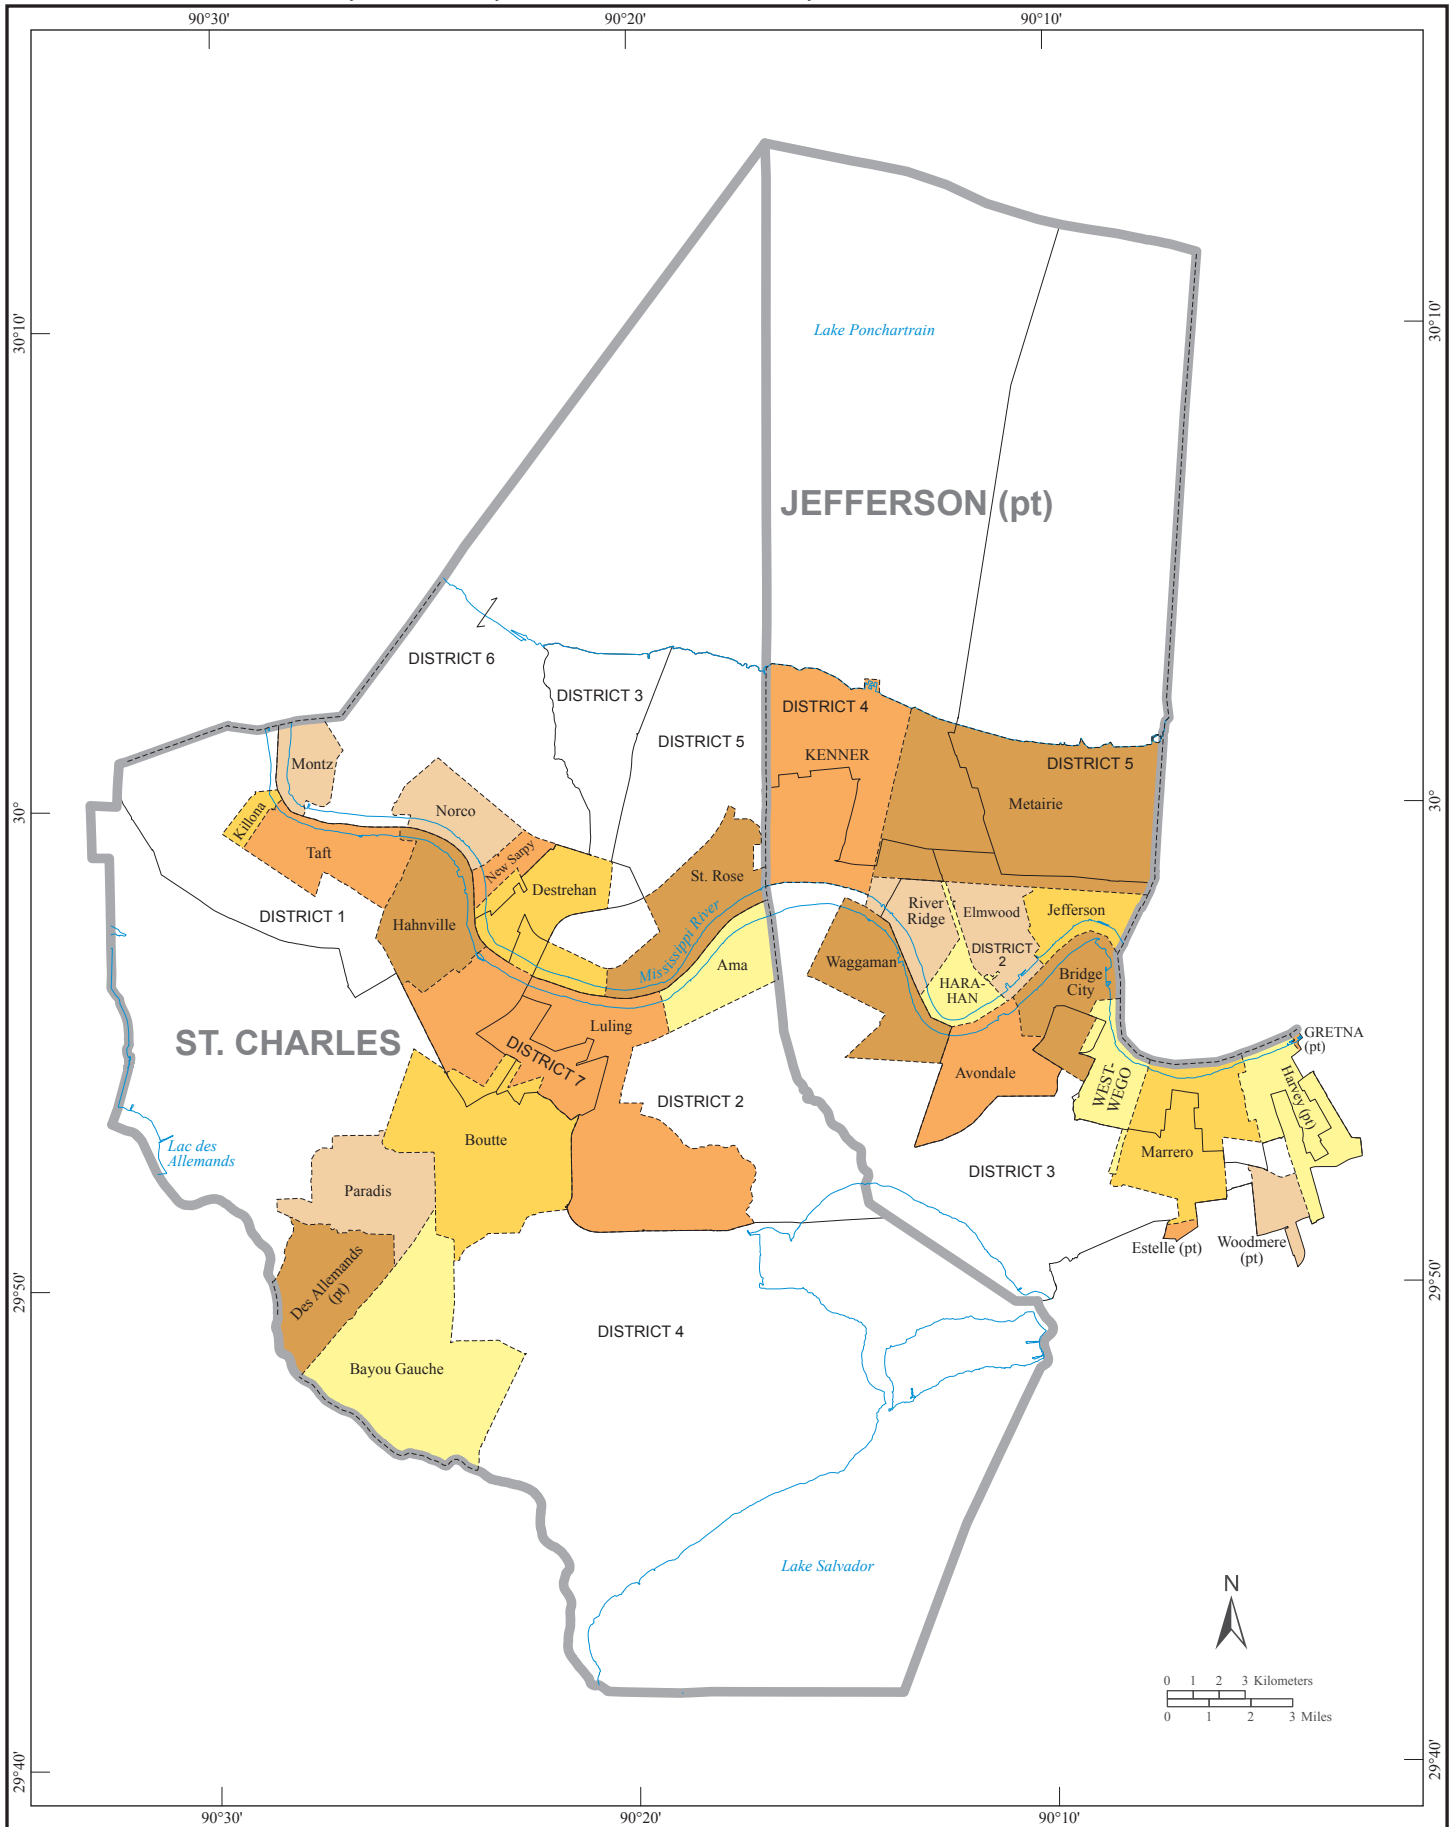 90°30'
90°20'
90°10'
30°10'
30°10'
Lake Ponchartrain
JEFFERSON (pt)
DISTRICT 6
DISTRICT 3
DISTRICT 5
DISTRICT 4
KENNER
DISTRICT 5
Metairie
Montz
Norco
Killona
30°
30°
Taft
New Sarpy
Destrehan
St. Rose
DISTRICT 1
Hahnville
River
Ridge
Elmwood
Jefferson
Mississippi River
DISTRICT
2
Waggaman
Ama
HARA-
HAN
Bridge
City
ST. CHARLES
Luling
DISTRICT 7
Avondale
WEST-
WEGO
GRETNA
(pt)
Harvey (pt)
DISTRICT 2
Boutte
Lac des
Allemands
Marrero
DISTRICT 3
Paradis
Estelle (pt)
Woodmere
(pt)
Des Allemands
(pt)
29°50'
29°50'
DISTRICT 4
Bayou Gauche
Lake Salvador
N
0 1 2 3 Kilometers
0 1 2 3 Miles
29°40'
29°40'
90°30'
90°20'
90°10'